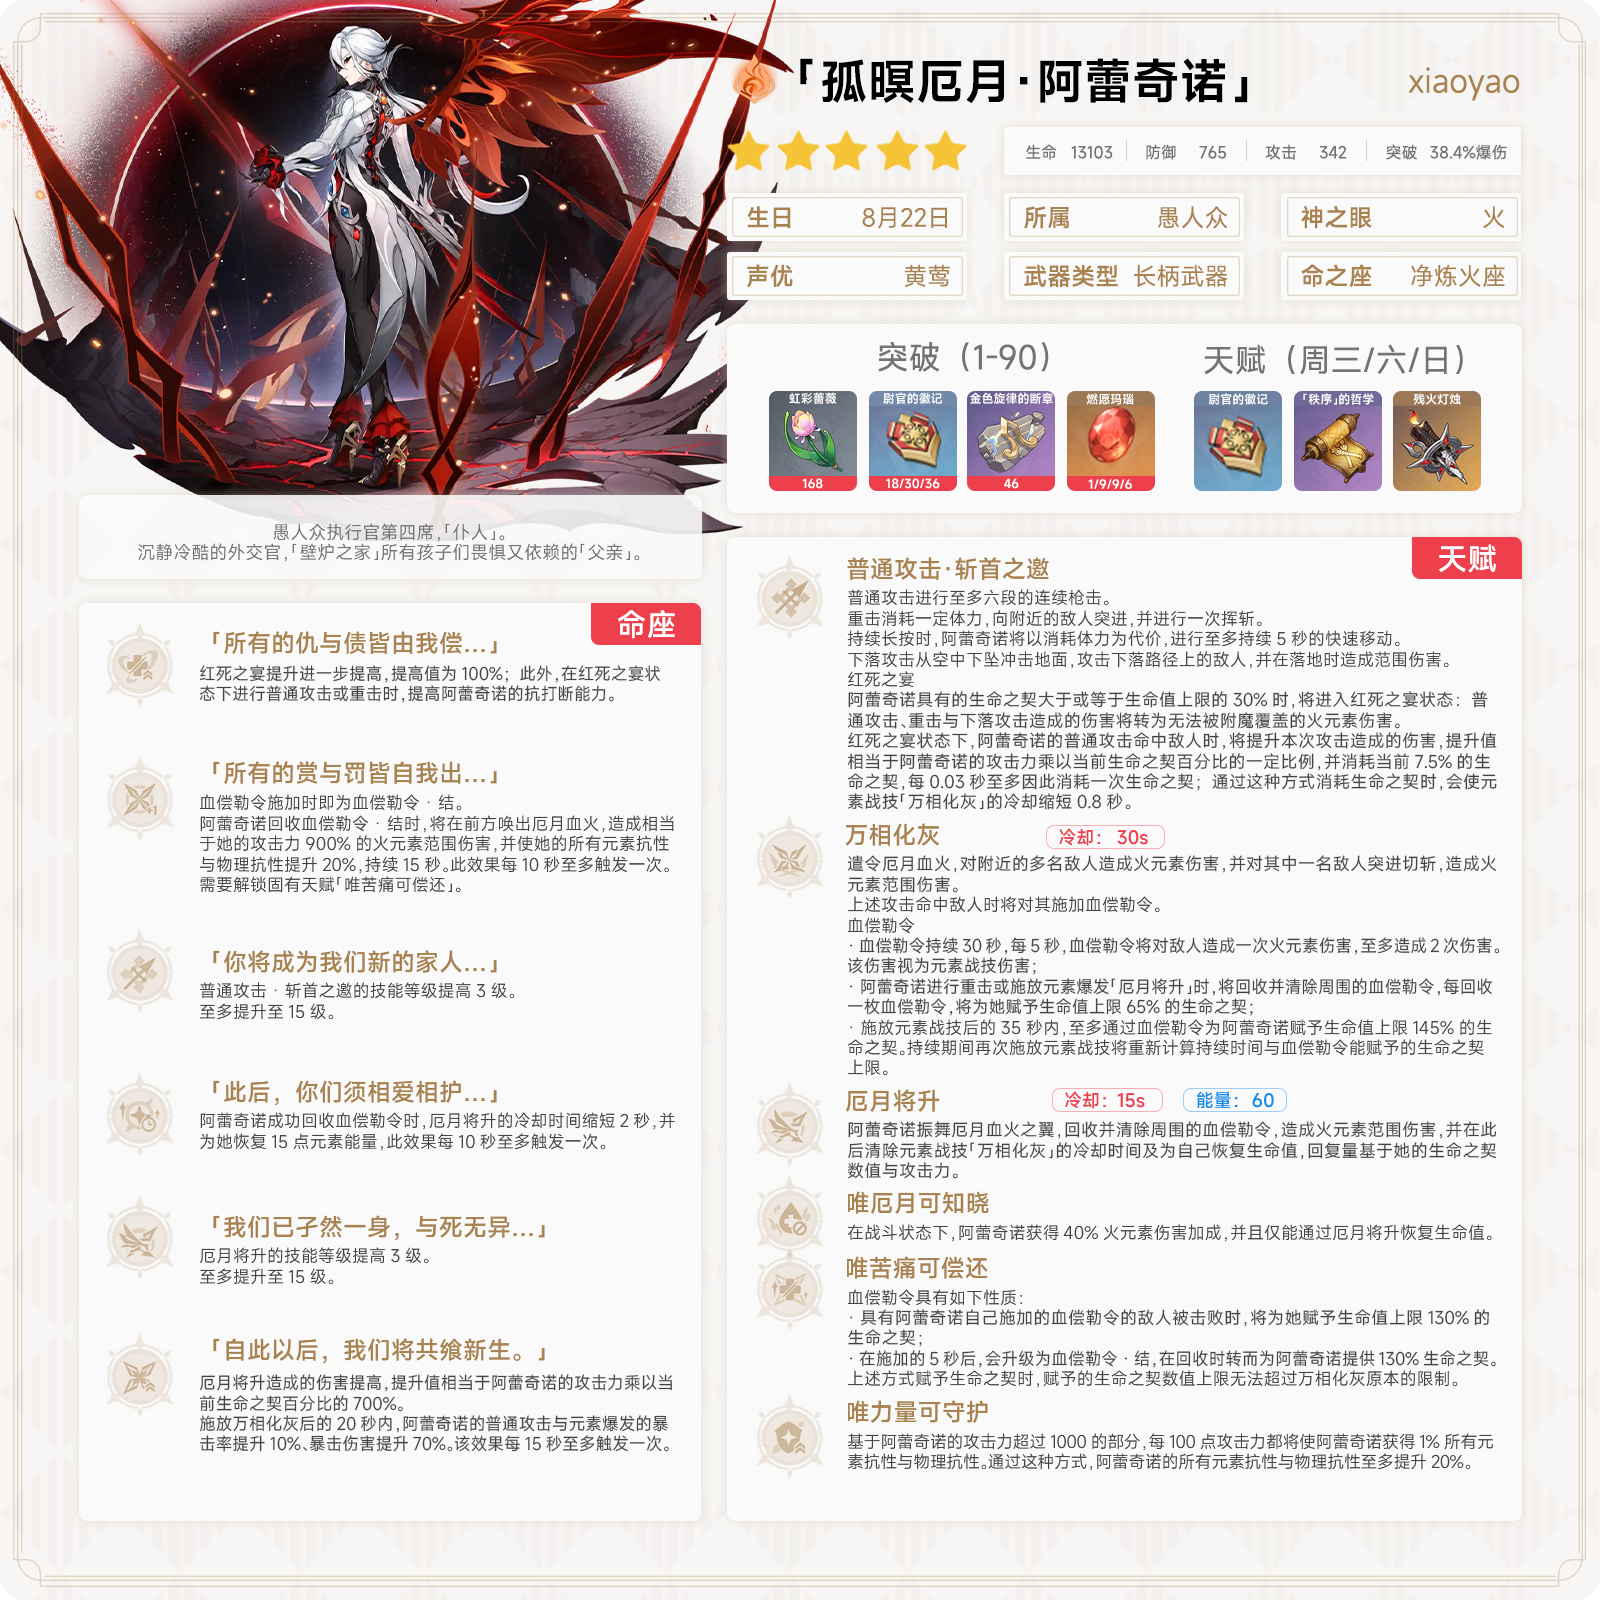 「孤暝厄月·阿蕾奇诺」
xiaoyao
生命 13103 防御 765 攻击 342 突破 38.4%爆伤
生日 8月22日
所属 愚人众
神之眼 火
声优 黄莺
武器类型 长柄武器
命之座 净炼火座
突破（1-90）
虹彩蔷薇 尉官的徽记 金色旋律的断章 燃愿玛瑙
168 18/30/36 46 1/9/9/6
天赋（周三/六/日）
尉官的徽记 「秩序」的哲学 残火灯烛
愚人众执行官第四席,「仆人」。
沉静冷酷的外交官,「壁炉之家」所有孩子们畏惧又依赖的「父亲」。
命座
「所有的仇与债皆由我偿...」
红死之宴提升进一步提高,提高值为 100%；此外,在红死之宴状
态下进行普通攻击或重击时,提高阿蕾奇诺的抗打断能力。
「所有的赏与罚皆自我出...」
血偿勒令施加时即为血偿勒令 · 结。
阿蕾奇诺回收血偿勒令 · 结时,将在前方唤出厄月血火,造成相当
于她的攻击力 900% 的火元素范围伤害,并使她的所有元素抗性
与物理抗性提升 20%,持续 15 秒。此效果每 10 秒至多触发一次。
需要解锁固有天赋「唯苦痛可偿还」。
「你将成为我们新的家人...」
普通攻击 · 斩首之邀的技能等级提高 3 级。
至多提升至 15 级。
「此后，你们须相爱相护...」
阿蕾奇诺成功回收血偿勒令时,厄月将升的冷却时间缩短 2 秒,并
为她恢复 15 点元素能量,此效果每 10 秒至多触发一次。
「我们已孑然一身，与死无异...」
厄月将升的技能等级提高 3 级。
至多提升至 15 级。
「自此以后，我们将共飨新生。」
厄月将升造成的伤害提高,提升值相当于阿蕾奇诺的攻击力乘以当
前生命之契百分比的 700%。
施放万相化灰后的 20 秒内,阿蕾奇诺的普通攻击与元素爆发的暴
击率提升 10%、暴击伤害提升 70%。该效果每 15 秒至多触发一次。
天赋
普通攻击·斩首之邀
普通攻击进行至多六段的连续枪击。
重击消耗一定体力,向附近的敌人突进,并进行一次挥斩。
持续长按时,阿蕾奇诺将以消耗体力为代价,进行至多持续 5 秒的快速移动。
下落攻击从空中下坠冲击地面,攻击下落路径上的敌人,并在落地时造成范围伤害。
红死之宴
阿蕾奇诺具有的生命之契大于或等于生命值上限的 30% 时,将进入红死之宴状态：普
通攻击、重击与下落攻击造成的伤害将转为无法被附魔覆盖的火元素伤害。
红死之宴状态下,阿蕾奇诺的普通攻击命中敌人时,将提升本次攻击造成的伤害,提升值
相当于阿蕾奇诺的攻击力乘以当前生命之契百分比的一定比例,并消耗当前 7.5% 的生
命之契,每 0.03 秒至多因此消耗一次生命之契；通过这种方式消耗生命之契时,会使元
素战技「万相化灰」的冷却缩短 0.8 秒。
万相化灰 冷却：30s
遣令厄月血火,对附近的多名敌人造成火元素伤害,并对其中一名敌人突进切斩,造成火
元素范围伤害。
上述攻击命中敌人时将对其施加血偿勒令。
血偿勒令
· 血偿勒令持续 30 秒,每 5 秒,血偿勒令将对敌人造成一次火元素伤害,至多造成 2 次伤害。
该伤害视为元素战技伤害；
· 阿蕾奇诺进行重击或施放元素爆发「厄月将升」时,将回收并清除周围的血偿勒令,每回收
一枚血偿勒令,将为她赋予生命值上限 65% 的生命之契；
· 施放元素战技后的 35 秒内,至多通过血偿勒令为阿蕾奇诺赋予生命值上限 145% 的生
命之契。持续期间再次施放元素战技将重新计算持续时间与血偿勒令能赋予的生命之契
上限。
厄月将升 冷却：15s 能量：60
阿蕾奇诺振舞厄月血火之翼,回收并清除周围的血偿勒令,造成火元素范围伤害,并在此
后清除元素战技「万相化灰」的冷却时间及为自己恢复生命值,回复量基于她的生命之契
数值与攻击力。
唯厄月可知晓
在战斗状态下,阿蕾奇诺获得 40% 火元素伤害加成,并且仅能通过厄月将升恢复生命值。
唯苦痛可偿还
血偿勒令具有如下性质：
· 具有阿蕾奇诺自己施加的血偿勒令的敌人被击败时,将为她赋予生命值上限 130% 的
生命之契；
· 在施加的 5 秒后,会升级为血偿勒令 · 结,在回收时转而为阿蕾奇诺提供 130% 生命之契。
上述方式赋予生命之契时,赋予的生命之契数值上限无法超过万相化灰原本的限制。
唯力量可守护
基于阿蕾奇诺的攻击力超过 1000 的部分,每 100 点攻击力都将使阿蕾奇诺获得 1% 所有元
素抗性与物理抗性。通过这种方式,阿蕾奇诺的所有元素抗性与物理抗性至多提升 20%。